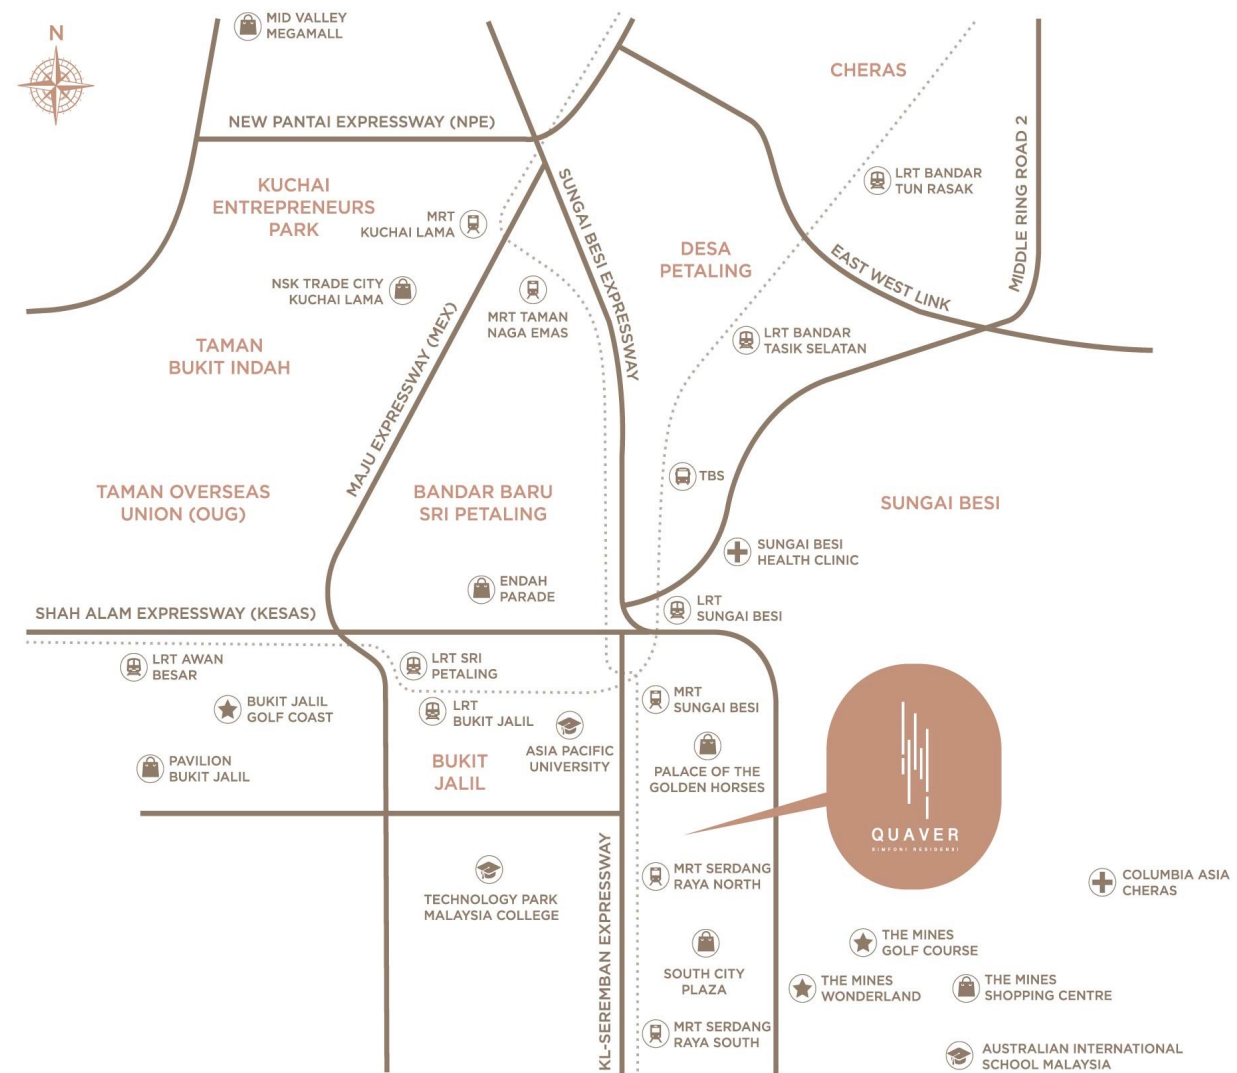 MID VALLEY
MEGAMALL
N
CHERAS
NEW PANTAI EXPRESSWAY (NPE)
MIDDLE RING ROAD 2
LRT BANDAR
TUN RASAK
KUCHAI
ENTREPRENEURS
PARK
MRT
KUCHAI LAMA
SUNGAI BESI EXPRESSWAY
DESA
PETALING
EAST WEST LINK
NSK TRADE CITY
KUCHAI LAMA
MRT TAMAN
NAGA EMAS
LRT BANDAR
TASIK SELATAN
TAMAN
BUKIT INDAH
MAJU EXPRESSWAY (MEX)
TBS
TAMAN OVERSEAS
UNION (OUG)
BANDAR BARU
SRI PETALING
SUNGAI BESI
SUNGAI BESI
HEALTH CLINIC
ENDAH
PARADE
LRT
SUNGAI BESI
SHAH ALAM EXPRESSWAY (KESAS)
LRT AWAN
BESAR
LRT SRI
PETALING
BUKIT JALIL
GOLF COAST
LRT
BUKIT JALIL
MRT
SUNGAI BESI
PAVILION
BUKIT JALIL
BUKIT
JALIL
ASIA PACIFIC
UNIVERSITY
PALACE OF THE
GOLDEN HORSES
QUAVER
SIMFONI RESIDENSI
KL-SEREMBAN EXPRESSWAY
MRT SERDANG
RAYA NORTH
TECHNOLOGY PARK
MALAYSIA COLLEGE
COLUMBIA ASIA
CHERAS
THE MINES
GOLF COURSE
SOUTH CITY
PLAZA
THE MINES
WONDERLAND
THE MINES
SHOPPING CENTRE
MRT SERDANG
RAYA SOUTH
AUSTRALIAN INTERNATIONAL
SCHOOL MALAYSIA